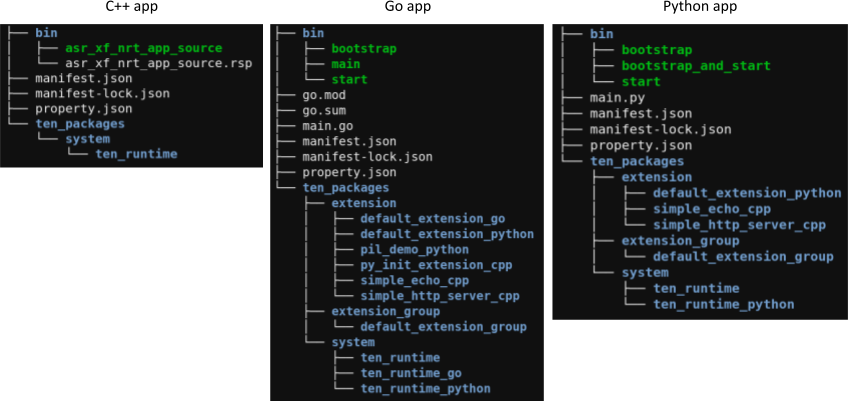 C++ app
bin
asr_xf_nrt_app_source
asr_xf_nrt_app_source.rsp
manifest.json
manifest-lock.json
property.json
ten_packages
system
ten_runtime
Go app
bin
bootstrap
main
start
go.mod
go.sum
main.go
manifest.json
manifest-lock.json
property.json
ten_packages
extension
default_extension_go
default_extension_python
pil_demo_python
py_init_extension_cpp
simple_echo_cpp
simple_http_server_cpp
extension_group
default_extension_group
system
ten_runtime
ten_runtime_go
ten_runtime_python
Python app
bin
bootstrap
bootstrap_and_start
start
main.py
manifest.json
manifest-lock.json
property.json
ten_packages
extension
default_extension_python
simple_echo_cpp
simple_http_server_cpp
extension_group
default_extension_group
system
ten_runtime
ten_runtime_python